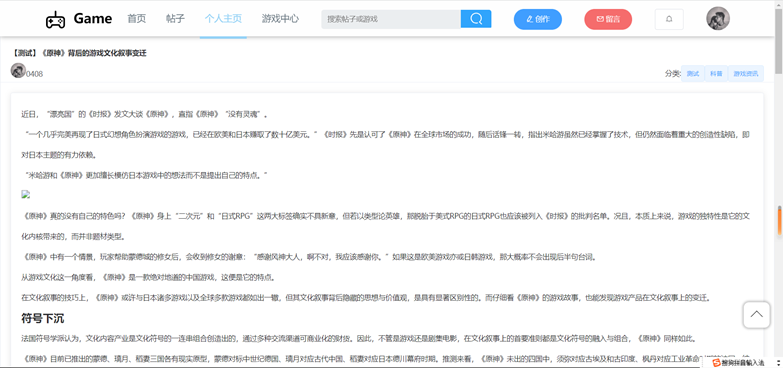 Game 首页 帖子 个人主页 游戏中心 搜索帖子或游戏 创作 留言
【测试】《原神》背后的游戏文化叙事变迁
0408 分类: 测试 科普 游戏资讯
近日，“漂亮国”的《时报》发文大谈《原神》，直指《原神》“没有灵魂”。
“一个几乎完美再现了日式幻想角色扮演游戏的游戏，已经在欧美和日本赚取了数十亿美元。”《时报》先是认可了《原神》在全球市场的成功，随后话锋一转，指出米哈游虽然已经掌握了技术，但仍然面临着重大的创造性缺陷，即
对日本主题的有力依赖。
“米哈游和《原神》更加擅长模仿日本游戏中的想法而不是提出自己的特点。”
《原神》真的没有自己的特色吗？《原神》身上“二次元”和“日式RPG”这两大标签确实不具新意，但若以类型论英雄，那脱胎于美式RPG的日式RPG也应该被列入《时报》的批判名单。况且，本质上来说，游戏的独特性是它的文
化内核带来的，而并非题材类型。
《原神》中有一个情景，玩家帮助蒙德城的修女后，会收到修女的谢意：“感谢风神大人，啊不对，我应该感谢你。”如果这是欧美游戏亦或日韩游戏，那大概率不会出现后半句台词。
从游戏文化这一角度看，《原神》是一款绝对地道的中国游戏，这便是它的特点。
在文化叙事的技巧上，《原神》或许与日本诸多游戏以及全球多款游戏都如出一辙，但其文化叙事背后隐藏的思想与价值观，是具有显著区别性的。而仔细看《原神》的游戏故事，也能发现游戏产品在文化叙事上的变迁。
符号下沉
法国符号学派认为，文化内容产业是文化符号的一连串组合创造出的，通过多种交流渠道可商业化的财货。因此，不管是游戏还是剧集电影，在文化叙事上的首要准则都是文化符号的融入与组合，《原神》同样如此。
《原神》目前已推出的蒙德、璃月、稻妻三国各有现实原型，蒙德对标中世纪德国、璃月对应古代中国、稻妻对应日本德川幕府时期。推测来看，《原神》未出的四国中，须弥对应古埃及和古印度、枫丹对应工业革命
搜狗拼音输入法